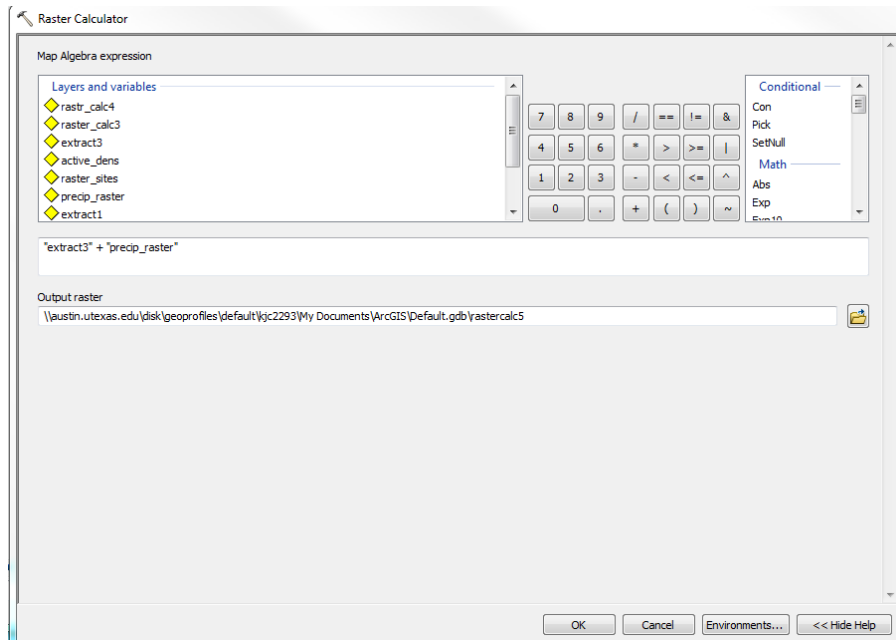 Raster Calculator
Map Algebra expression
Layers and variables
rastr_calc4
raster_calc3
extract3
active_dens
raster_sites
precip_raster
extract1
7 8 9 / == != &
4 5 6 * > >= |
1 2 3 - < <= ^
0 . + ( ) ~
Conditional
Con
Pick
SetNull
Math
Abs
Exp
Exp10
"extract3" + "precip_raster"
Output raster
\\austin.utexas.edu\disk\geoprofiles\default\kjc2293\My Documents\ArcGIS\Default.gdb\rastercalc5
OK Cancel Environments... << Hide Help